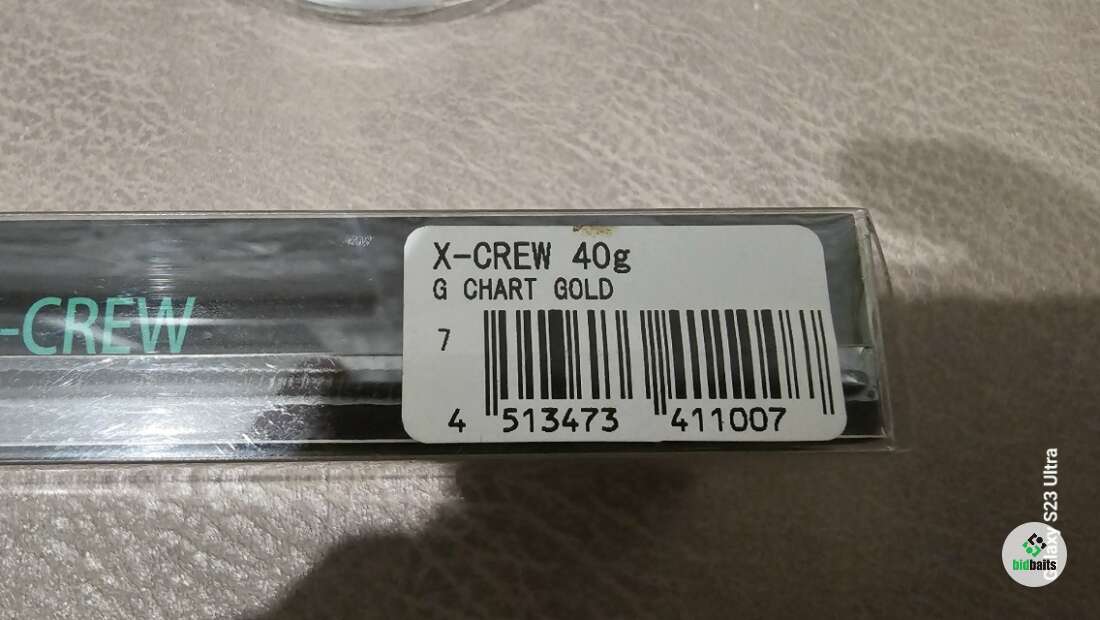 X-CREW 40g
G CHART GOLD
-CREW
7
4 513473 411007
Galaxy S23 Ultra
bidbaits